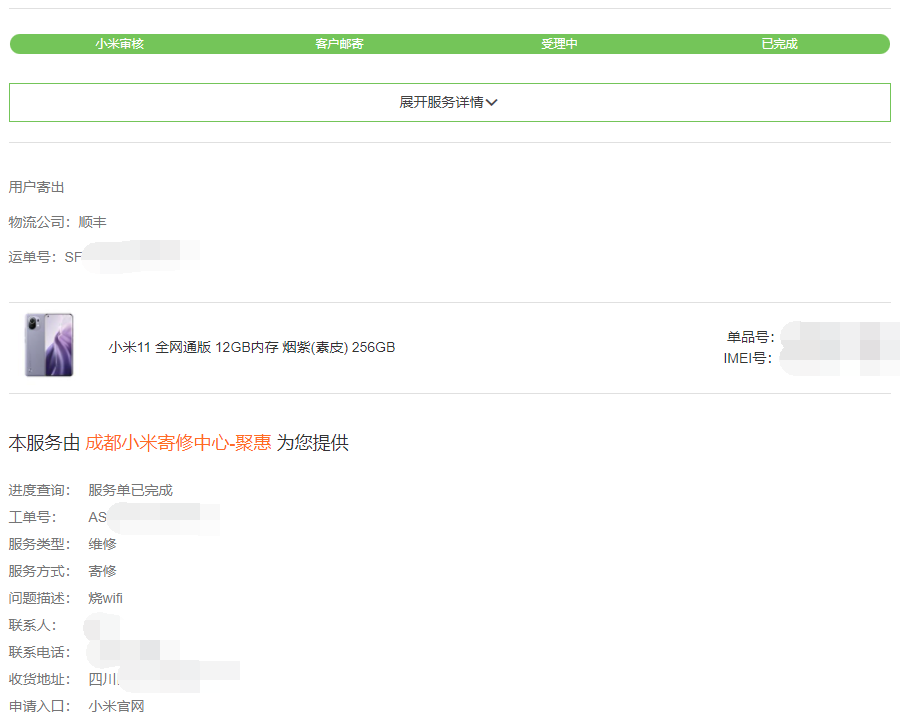 小米审核 客户邮寄 受理中 已完成
展开服务详情
用户寄出
物流公司：顺丰
运单号：SF
小米11 全网通版 12GB内存 烟紫(素皮) 256GB
单品号：
IMEI号：
本服务由 成都小米寄修中心-聚惠 为您提供
进度查询： 服务单已完成
工单号： AS
服务类型： 维修
服务方式： 寄修
问题描述： 烧wifi
联系人：
联系电话：
收货地址： 四川
申请入口： 小米官网